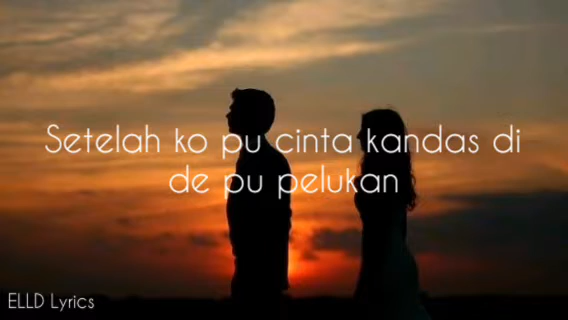 Setelah ko pu cinta kandas di
de pu pelukan
ELLD Lyrics